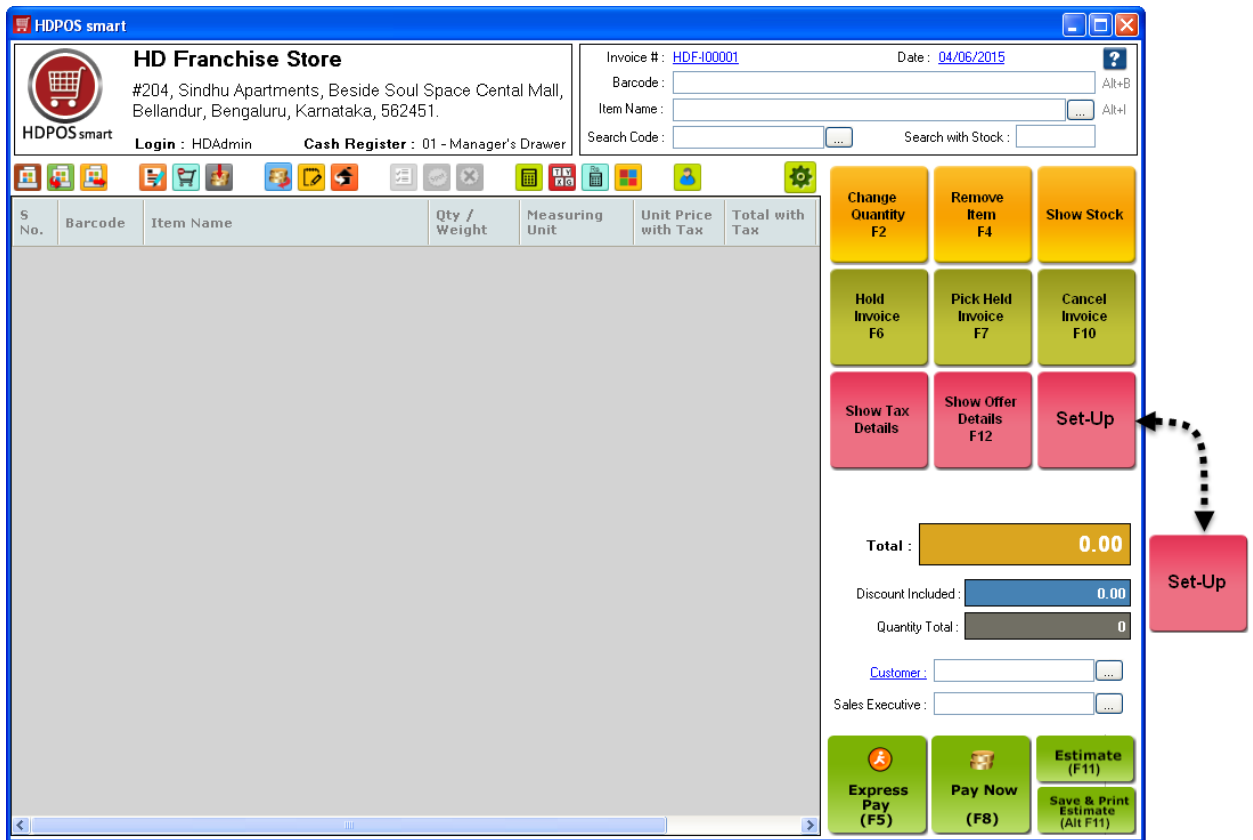 HDPOS smart
HD Franchise Store
#204, Sindhu Apartments, Beside Soul Space Cental Mall,
Bellandur, Bengaluru, Karnataka, 562451.
HDPOS smart
Login : HDAdmin Cash Register : 01 - Manager's Drawer
Invoice # : HDF-I00001 Date : 04/06/2015 ?
Barcode : Alt+B
Item Name : ... Alt+I
Search Code : ... Search with Stock :
S No. Barcode Item Name Qty / Weight Measuring Unit Unit Price with Tax Total with Tax
Change
Quantity
F2
Remove
Item
F4
Show Stock
Hold
Invoice
F6
Pick Held
Invoice
F7
Cancel
Invoice
F10
Show Tax
Details
Show Offer
Details
F12
Set-Up
Total : 0.00
Discount Included : 0.00
Quantity Total : 0
Set-Up
Customer : ...
Sales Executive : ...
Express
Pay
(F5)
Pay Now
(F8)
Estimate
(F11)
Save & Print
Estimate
(Alt F11)